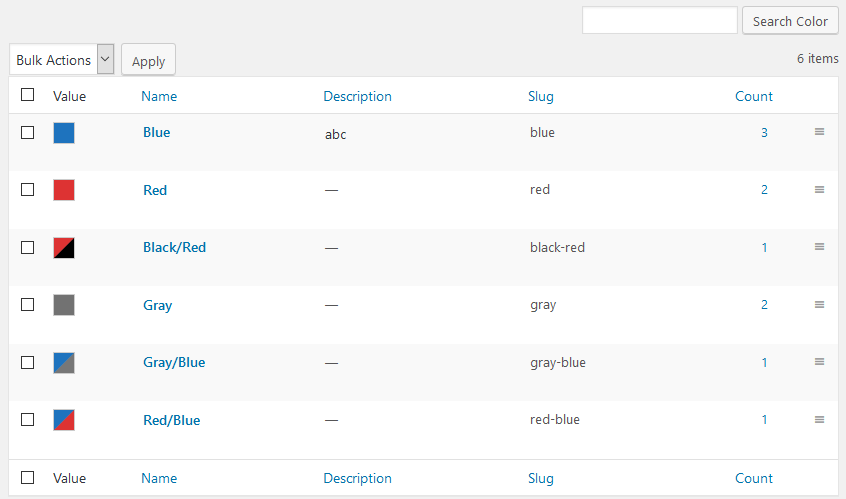 Search Color
Bulk Actions Apply 6 items
Value Name Description Slug Count
Blue abc blue 3
Red — red 2
Black/Red — black-red 1
Gray — gray 2
Gray/Blue — gray-blue 1
Red/Blue — red-blue 1
Value Name Description Slug Count